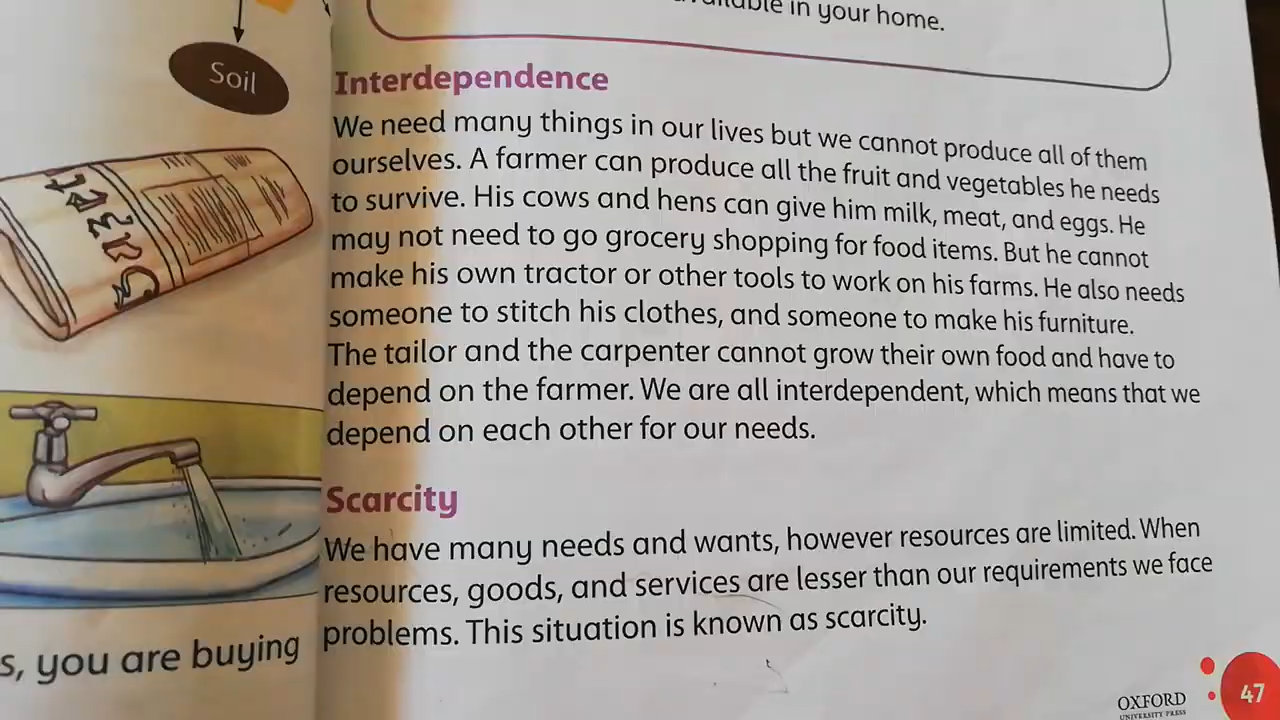 Soil
CEREAL
s, you are buying
available in your home.
Interdependence
We need many things in our lives but we cannot produce all of them
ourselves. A farmer can produce all the fruit and vegetables he needs
to survive. His cows and hens can give him milk, meat, and eggs. He
may not need to go grocery shopping for food items. But he cannot
make his own tractor or other tools to work on his farms. He also needs
someone to stitch his clothes, and someone to make his furniture.
The tailor and the carpenter cannot grow their own food and have to
depend on the farmer. We are all interdependent, which means that we
depend on each other for our needs.
Scarcity
We have many needs and wants, however resources are limited. When
resources, goods, and services are lesser than our requirements we face
problems. This situation is known as scarcity.
OXFORD
UNIVERSITY PRESS
47